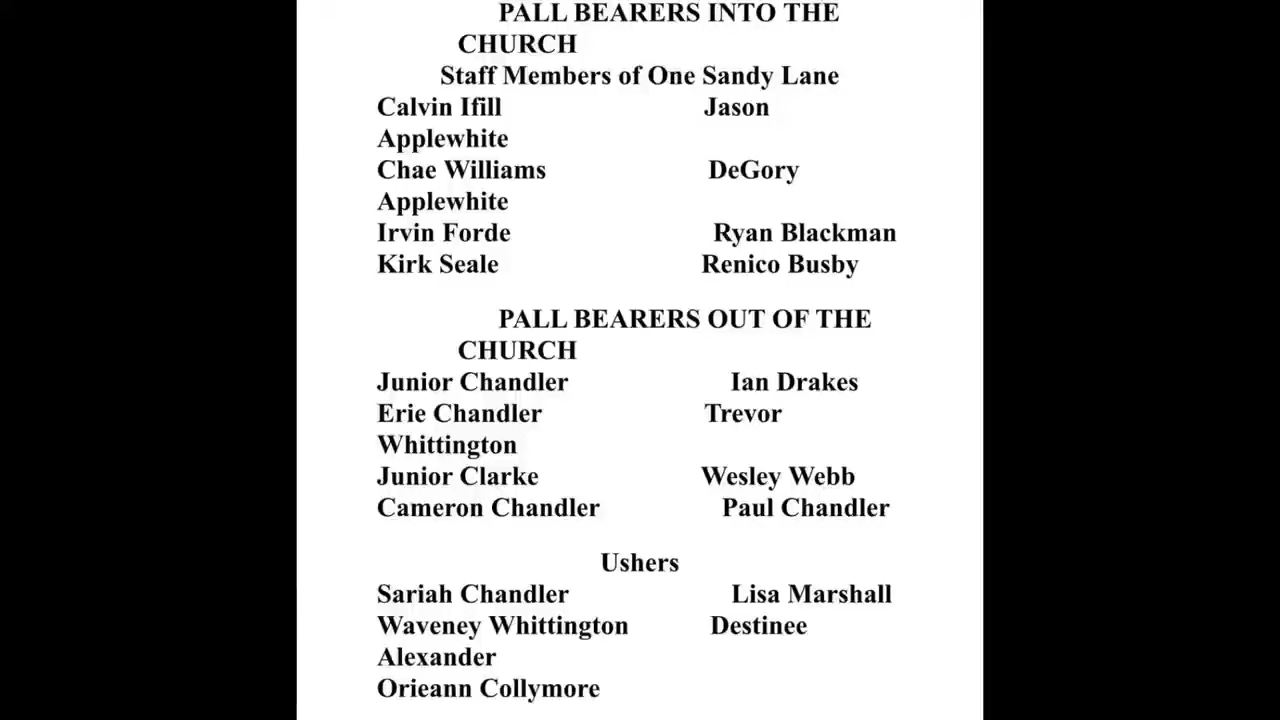 PALL BEARERS INTO THE
CHURCH
Staff Members of One Sandy Lane
Calvin Ifill Jason
Applewhite
Chae Williams DeGory
Applewhite
Irvin Forde Ryan Blackman
Kirk Seale Renico Busby
PALL BEARERS OUT OF THE
CHURCH
Junior Chandler Ian Drakes
Erie Chandler Trevor
Whittington
Junior Clarke Wesley Webb
Cameron Chandler Paul Chandler
Ushers
Sariah Chandler Lisa Marshall
Waveney Whittington Destinee
Alexander
Orieann Collymore